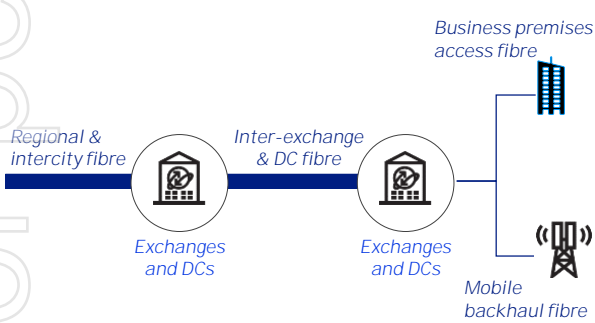 Business premises
access fibre
Regional &
intercity fibre
Inter-exchange
& DC fibre
Exchanges
and DCs
Exchanges
and DCs
Mobile
backhaul fibre